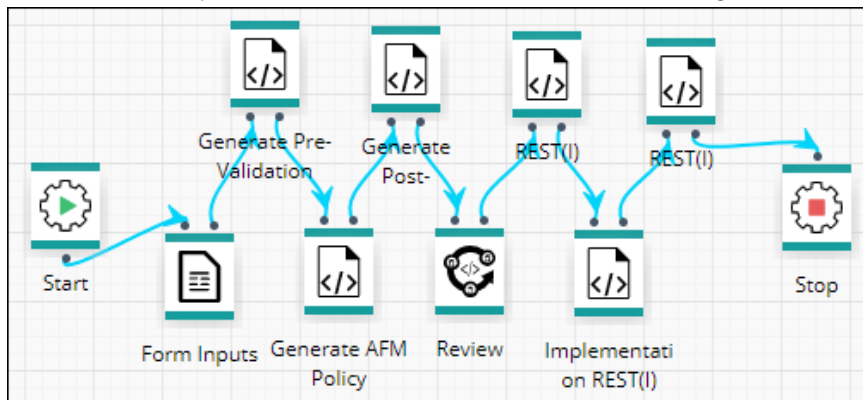 Generate Pre-
Validation
Generate
Post-
REST(I)
REST(I)
Start
Form Inputs
Generate AFM
Policy
Review
Implementati
on REST(I)
Stop